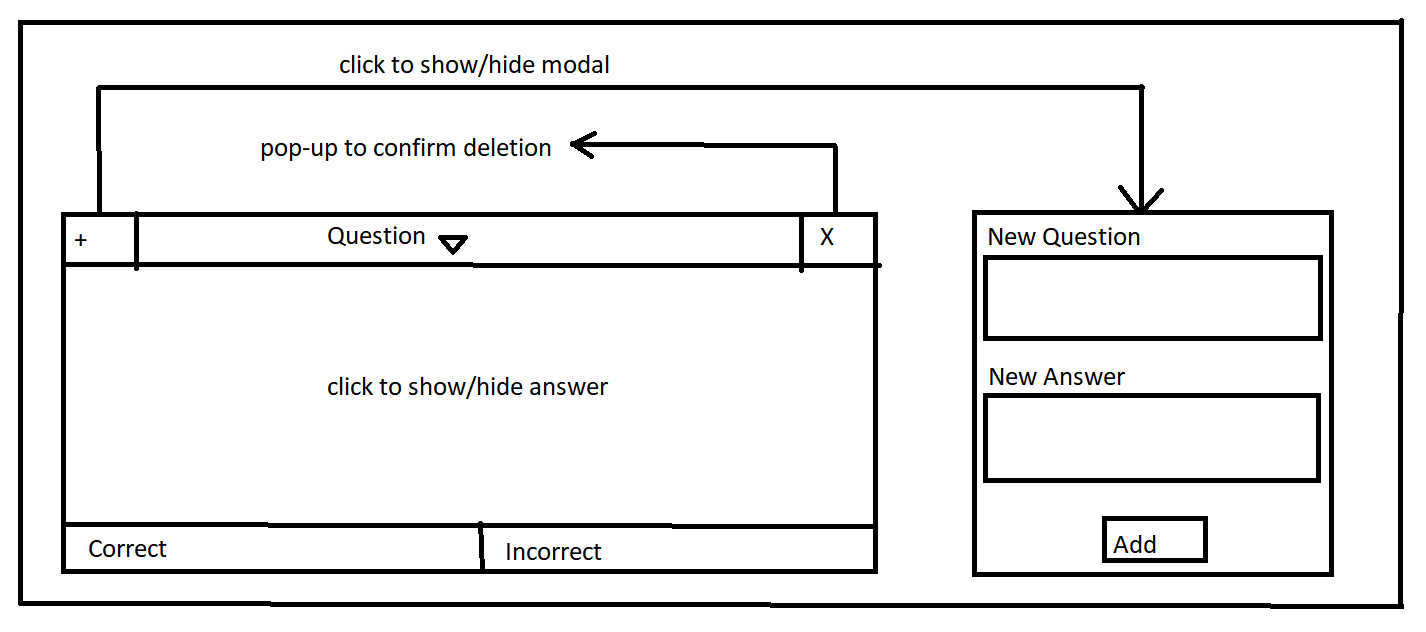 click to show/hide modal
pop-up to confirm deletion
+
Question
X
click to show/hide answer
Correct
Incorrect
New Question
New Answer
Add